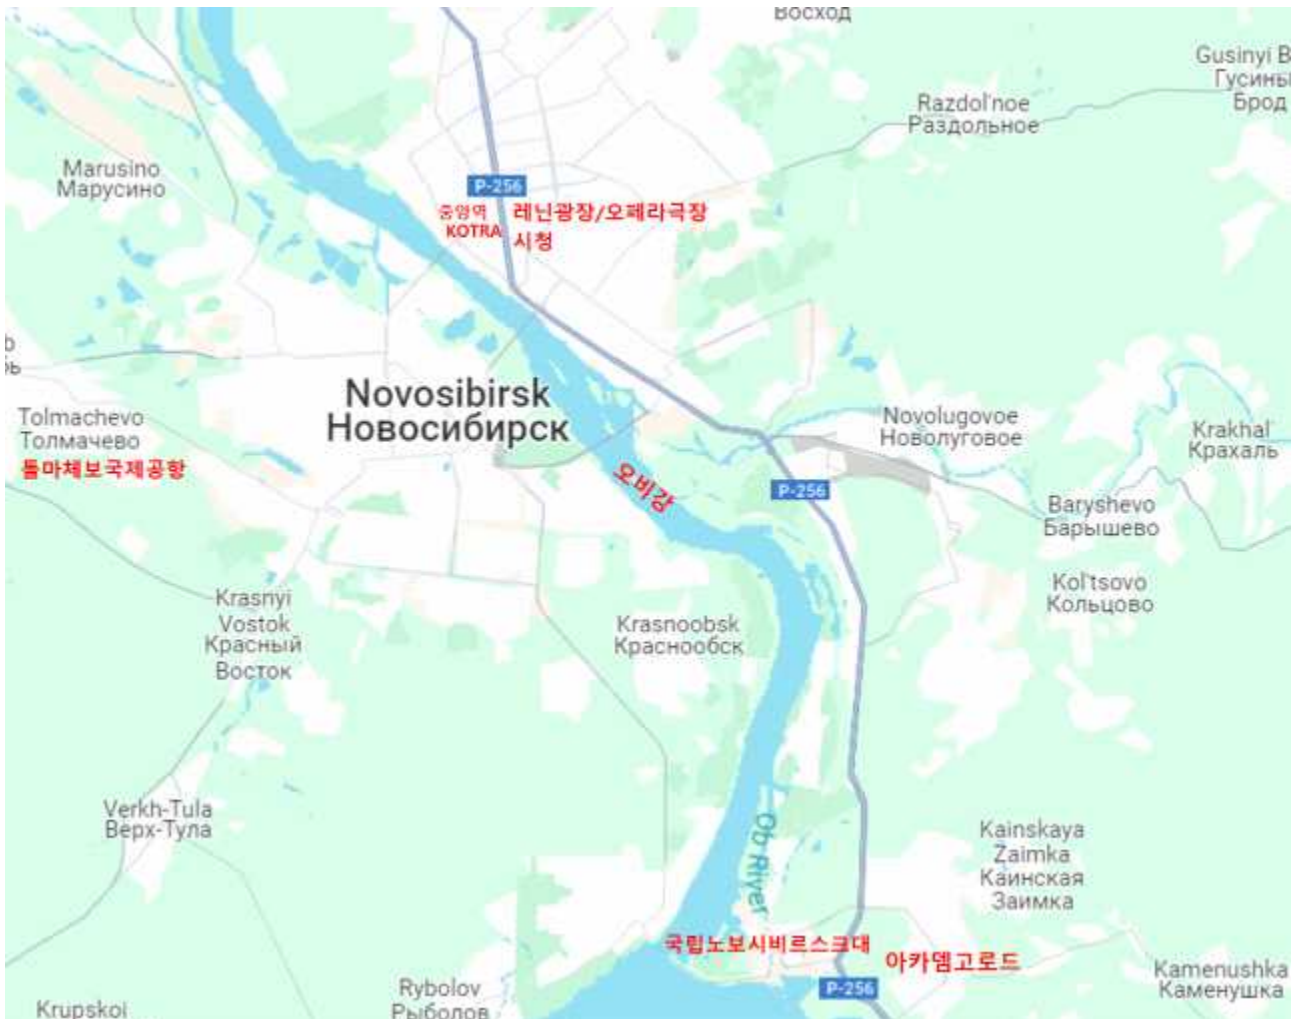 Восход
Gusinyi B
Гусины
Брод
Razdol'noe
Раздольное
Marusino
Марусино
P-256
중앙역
KOTRA
레닌광장/오페라극장
시청
Novosibirsk
Новосибирск
Tolmachevo
Толмачево
톨마체보국제공항
Novolugovoe
Новолуговое
Krakhal'
Крахаль
오비강
P-256
Baryshevo
Барышево
Kol'tsovo
Кольцово
Krasnyi
Vostok
Красный
Восток
Krasnoobsk
Краснообск
Verkh-Tula
Верх-Тула
Ob River
Kainskaya
Zaimka
Каинская
Заимка
국립노보시비르스크대
아카뎀고로드
P-256
Kamenushka
Каменушка
Rybolov
Рыболов
Krupskoi